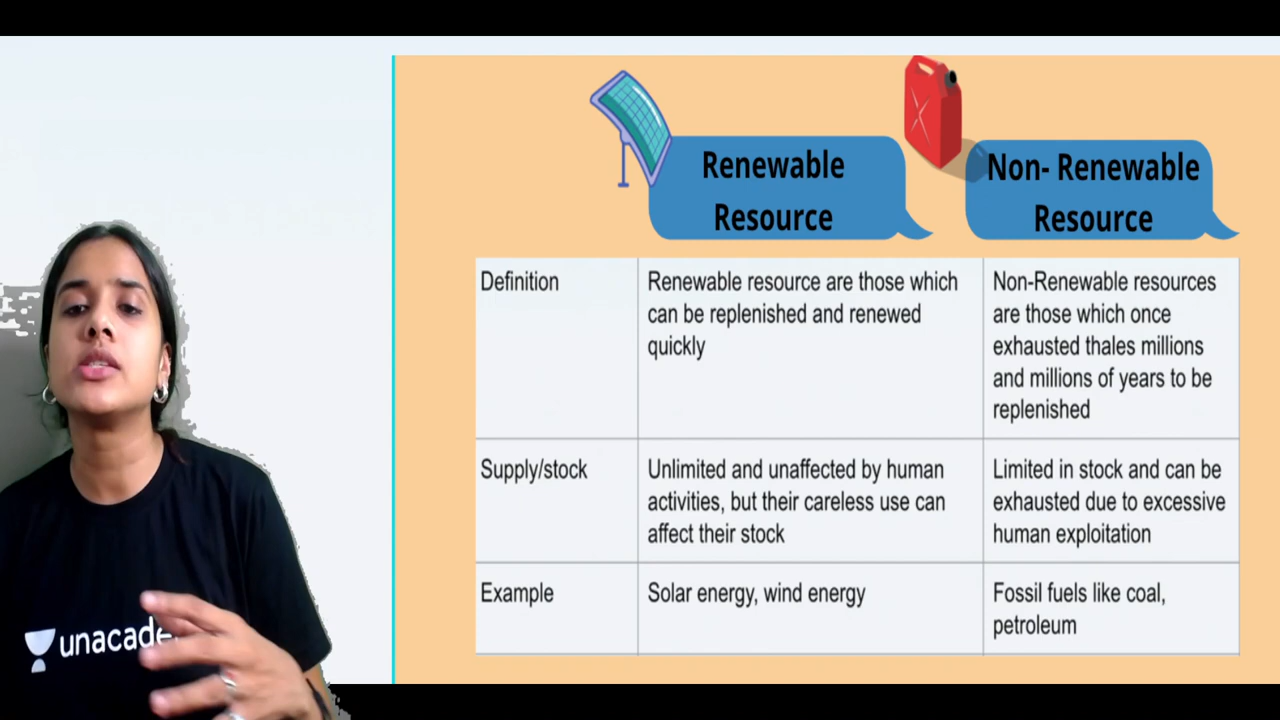 Renewable
Resource
Non- Renewable
Resource
Definition
Renewable resource are those which
can be replenished and renewed
quickly
Non-Renewable resources
are those which once
exhausted thales millions
and millions of years to be
replenished
Supply/stock
Unlimited and unaffected by human
activities, but their careless use can
affect their stock
Limited in stock and can be
exhausted due to excessive
human exploitation
Example
Solar energy, wind energy
Fossil fuels like coal,
petroleum
unacade